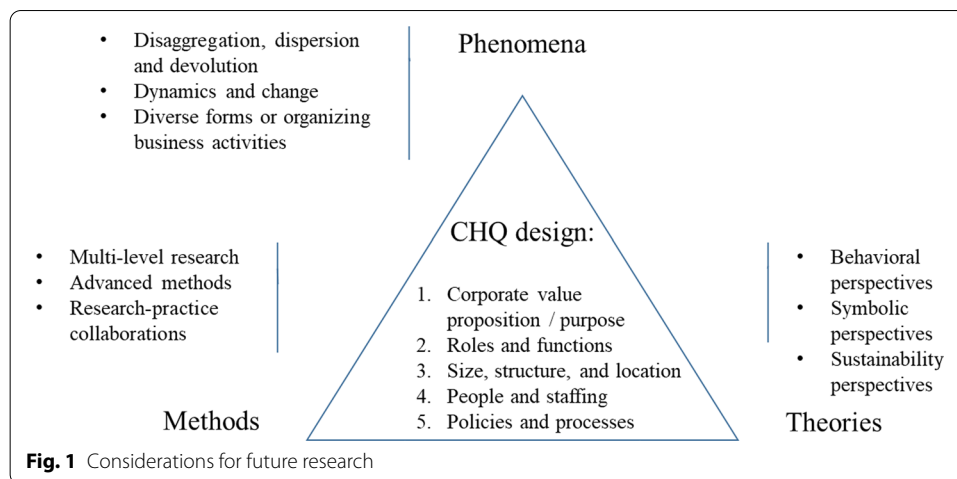 • Disaggregation, dispersion
and devolution
• Dynamics and change
• Diverse forms or organizing
business activities
Phenomena
• Multi-level research
• Advanced methods
• Research-practice
collaborations
Methods
CHQ design:
1. Corporate value
proposition / purpose
2. Roles and functions
3. Size, structure, and location
4. People and staffing
5. Policies and processes
• Behavioral
perspectives
• Symbolic
perspectives
• Sustainability
perspectives
Theories
Fig. 1 Considerations for future research